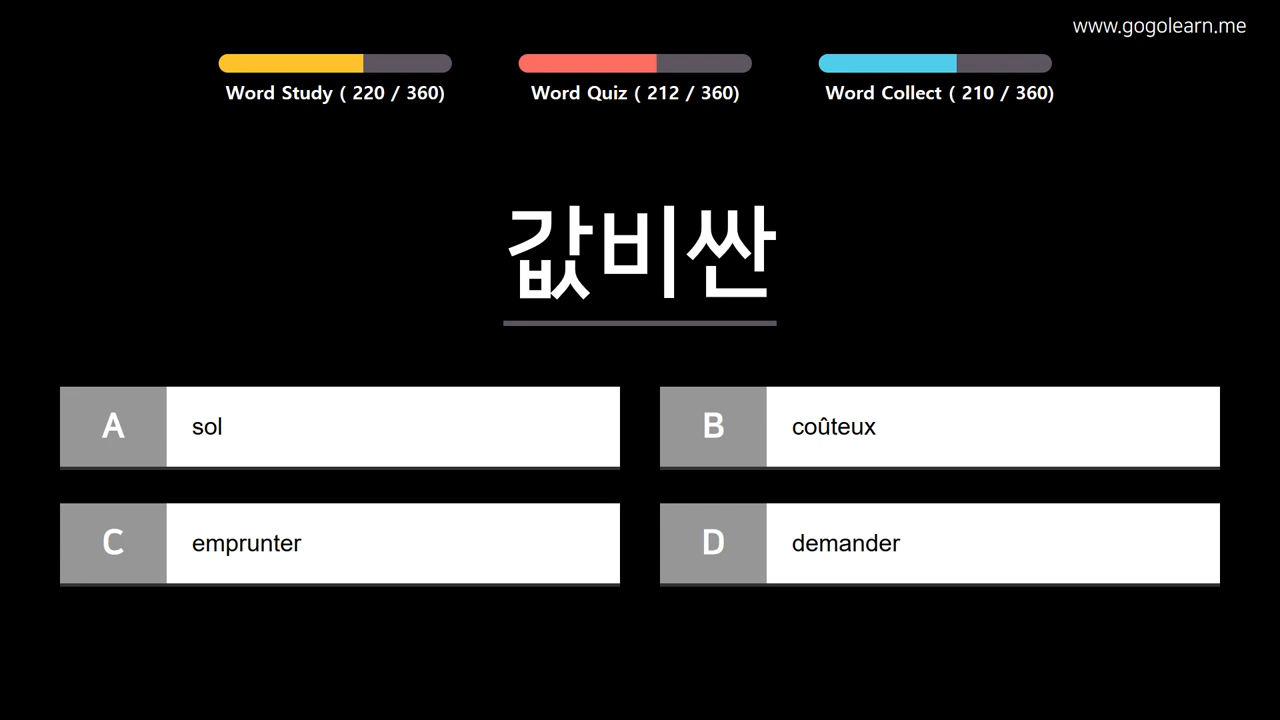 www.gogolearn.me
Word Study ( 220 / 360)
Word Quiz ( 212 / 360)
Word Collect ( 210 / 360)
값비싼
A sol
B coûteux
C emprunter
D demander